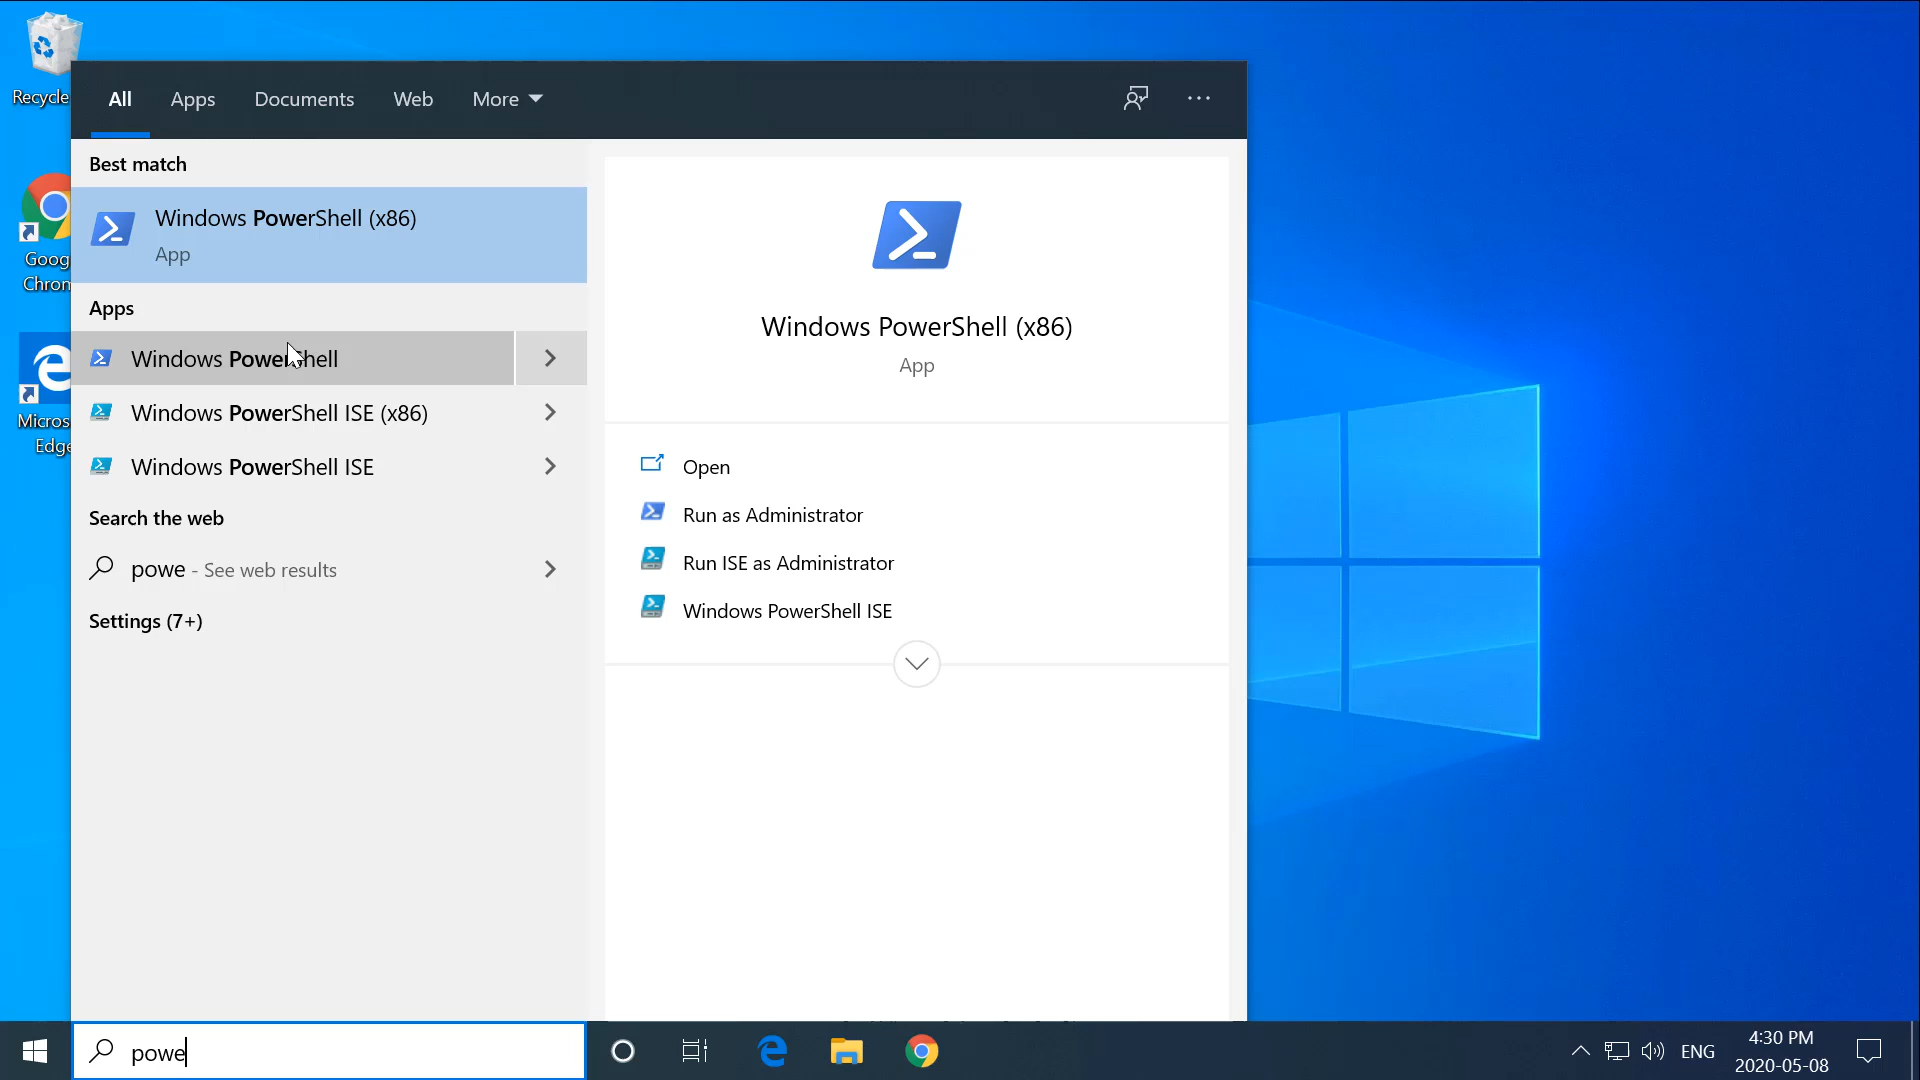 Recycle
Goog
Chron
Micros
Edge
All Apps Documents Web More
Best match
Windows PowerShell (x86)
App
Apps
Windows PowerShell
Windows PowerShell ISE (x86)
Windows PowerShell ISE
Search the web
powe - See web results
Settings (7+)
Windows PowerShell (x86)
App
Open
Run as Administrator
Run ISE as Administrator
Windows PowerShell ISE
powe
ENG
4:30 PM
2020-05-08